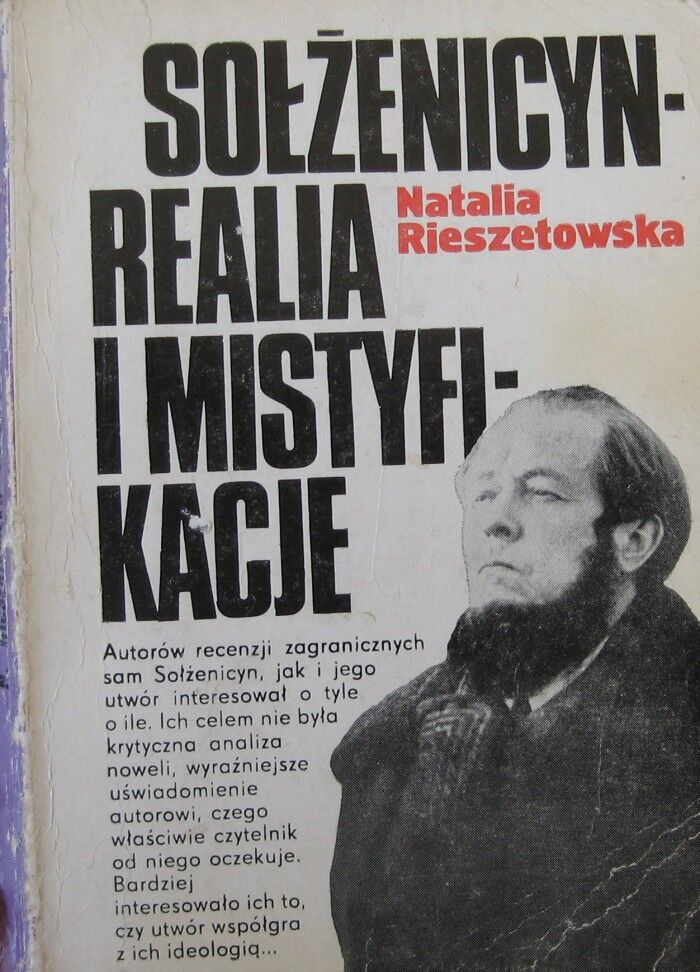 SOŁŻENICYN-
REALIA
Natalia
Rieszetowska
I MISTYFI-
KACJE
Autorów recenzji zagranicznych
sam Sołżenicyn, jak i jego
utwór interesował o tyle
o ile. Ich celem nie była
krytyczna analiza
noweli, wyraźniejsze
uświadomienie
autorowi, czego
właściwie czytelnik
od niego oczekuje.
Bardziej
interesowało ich to,
czy utwór współgra
z ich ideologią...